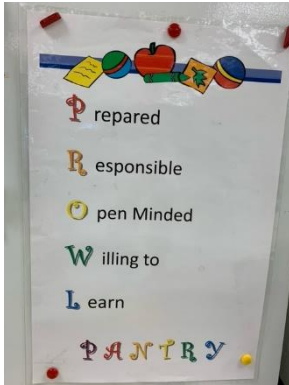 Prepared
Responsible
Open Minded
Willing to
Learn
PANTRY